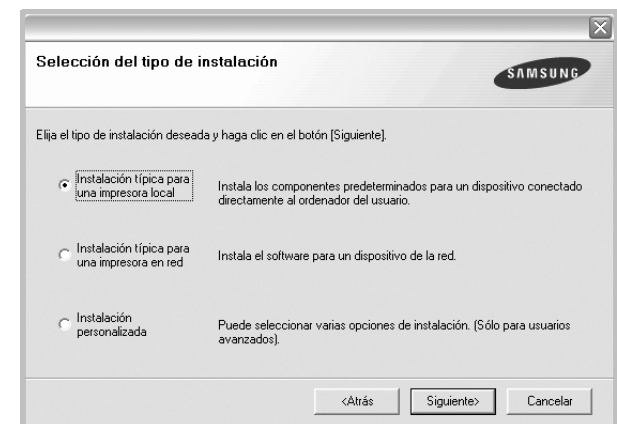 Selección del tipo de instalación
SAMSUNG
Elija el tipo de instalación deseada y haga clic en el botón [Siguiente].
Instalación típica para
una impresora local
Instala los componentes predeterminados para un dispositivo conectado
directamente al ordenador del usuario.
Instalación típica para
una impresora en red
Instala el software para un dispositivo de la red.
Instalación
personalizada
Puede seleccionar varias opciones de instalación. (Sólo para usuarios
avanzados).
<Atrás
Siguiente>
Cancelar